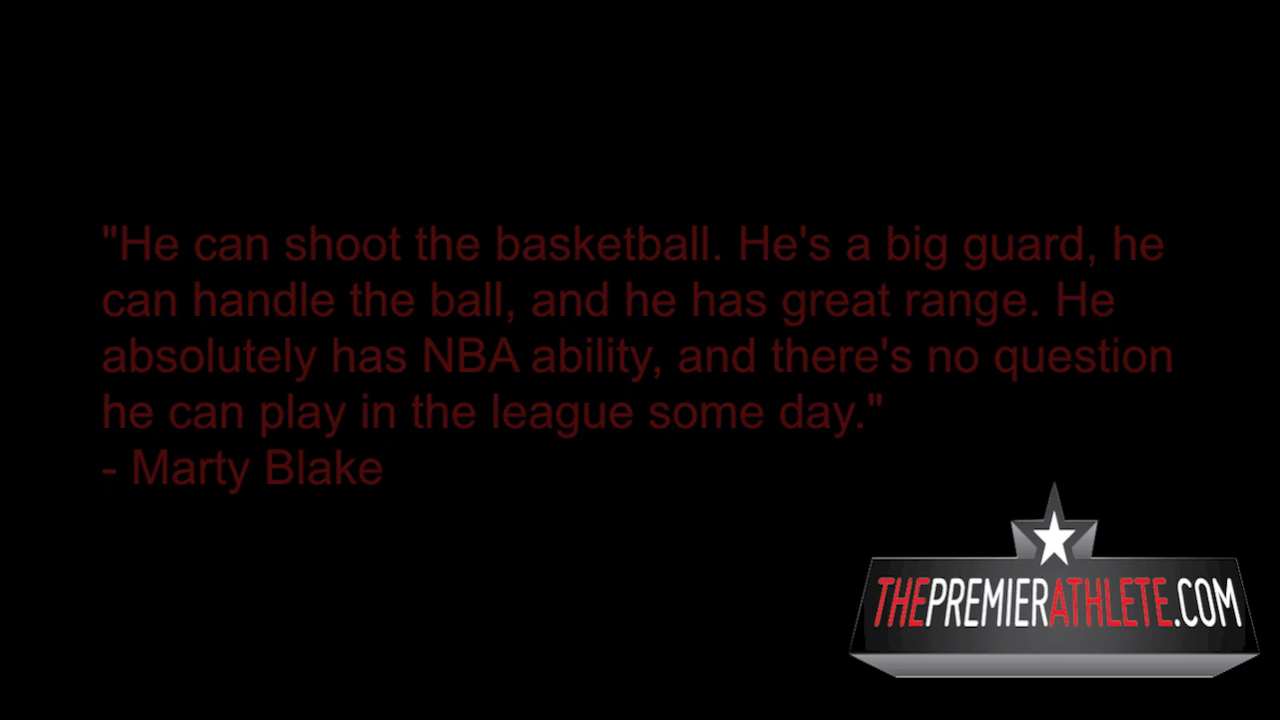 "He can shoot the basketball. He's a big guard, he
can handle the ball, and he has great range. He
absolutely has NBA ability, and there's no question
he can play in the league some day."
- Marty Blake
THEPREMIERATHLETE.COM